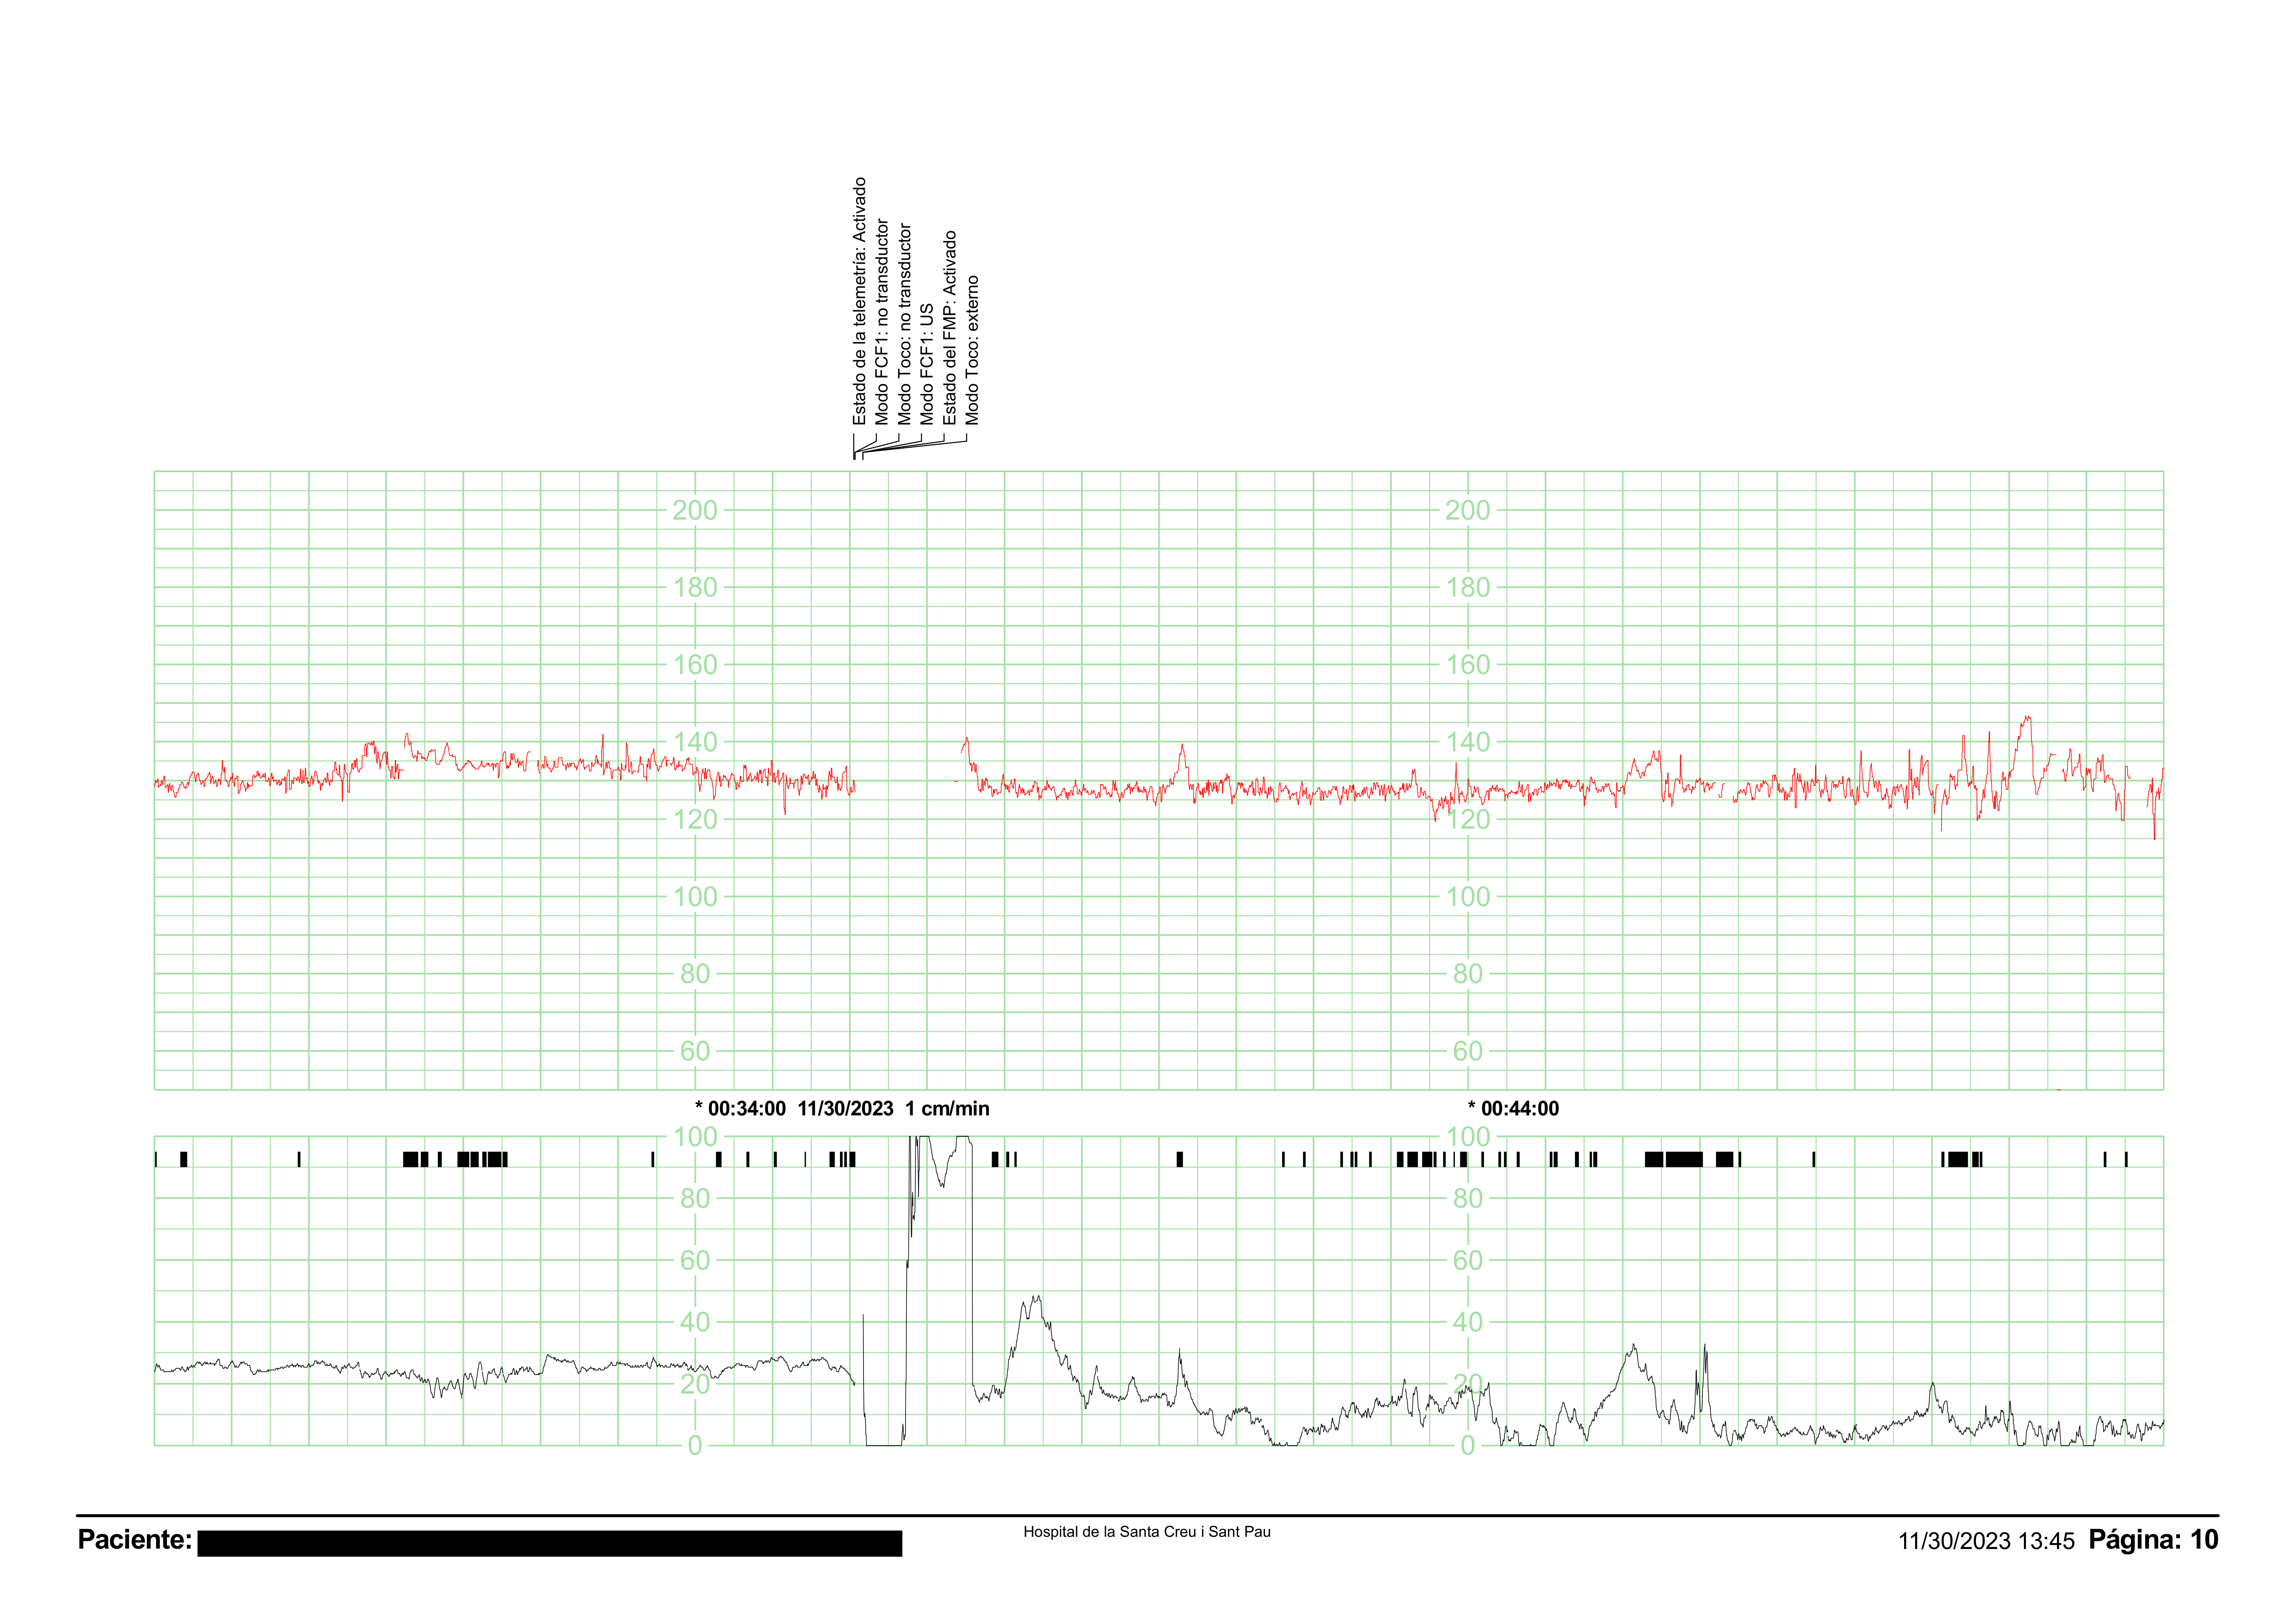 Estado de la telemetría: Activado
Modo FCF1: no transductor
Modo Toco: no transductor
Modo FCF1: US
Estado del FMP: Activado
Modo Toco: externo
200 200
180 180
160 160
140 140
120 120
100 100
80 80
60 60
* 00:34:00 11/30/2023 1 cm/min * 00:44:00
100 100
80 80
60 60
40 40
20 20
0 0
Paciente: Hospital de la Santa Creu i Sant Pau 11/30/2023 13:45 Página: 10